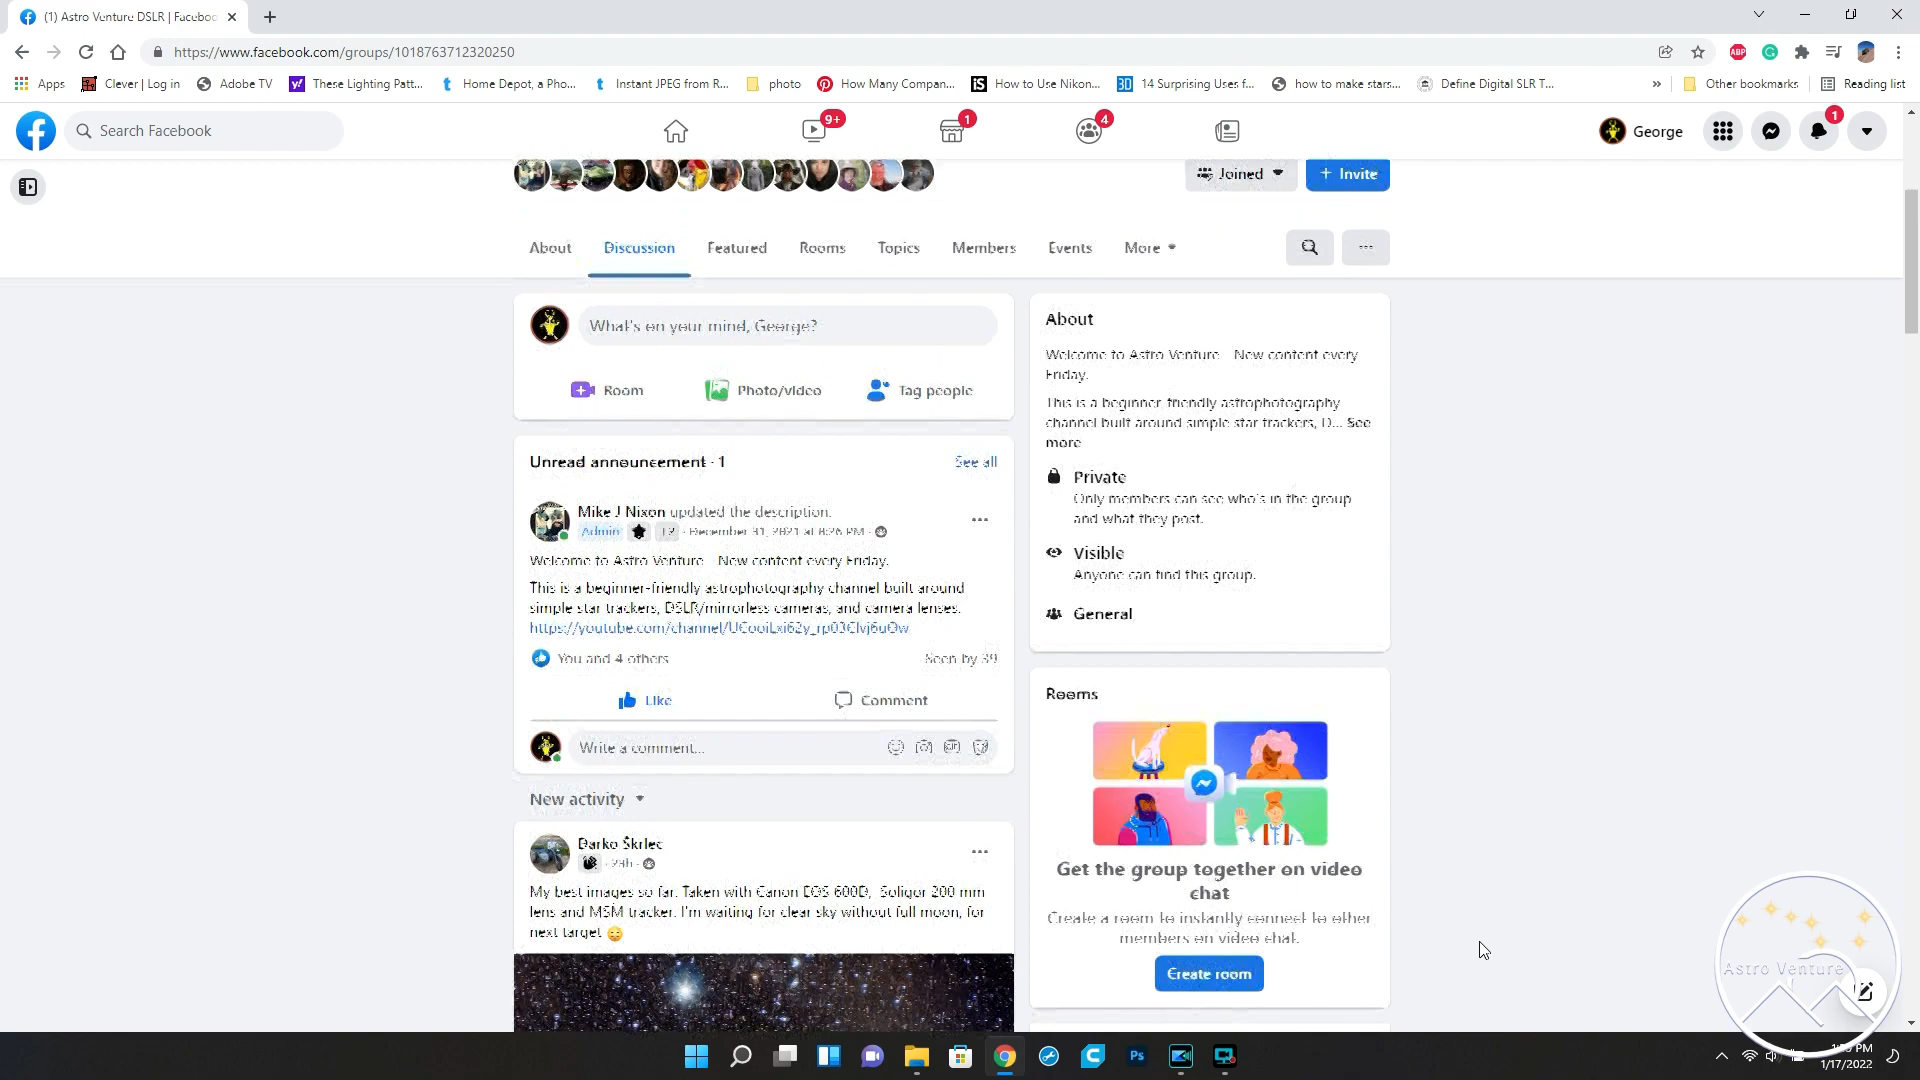 (1) Astro Venture DSLR | Faceboo
https://www.facebook.com/groups/1018763712320250
Apps
Clever | Log in
Adobe TV
These Lighting Patt...
Home Depot, a Pho...
Instant JPEG from R...
photo
How Many Compan...
How to Use Nikon...
14 Surprising Uses f...
how to make stars...
Define Digital SLR T...
»
Other bookmarks
Reading list
Search Facebook
9+
1
4
George
1
Joined
+ Invite
About
Discussion
Featured
Rooms
Topics
Members
Events
More
What's on your mind, George?
Room
Photo/video
Tag people
Unread announcement · 1
See all
Mike J Nixon updated the description.
Admin
December 31, 2021 at 8:26 PM
Welcome to Astro Venture - New content every Friday.
This is a beginner-friendly astrophotography channel built around
simple star trackers, DSLR/mirrorless cameras, and camera lenses.
You and 4 others
Seen by 39
Like
Comment
Write a comment...
New activity
Darko Škrlec
My best images so far. Taken with Canon EOS 600D, Soligor 200 mm
lens and MSM tracker. I'm waiting for clear sky without full moon, for
next target
About
Welcome to Astro Venture - New content every
Friday.
This is a beginner-friendly astrophotography
channel built around simple star trackers, D... See
more
Private
Only members can see who's in the group
and what they post.
Visible
Anyone can find this group.
General
Rooms
Get the group together on video
chat
Create a room to instantly connect to other
members on video chat.
Create room
Astro Venture
Ps
PM
1/17/2022